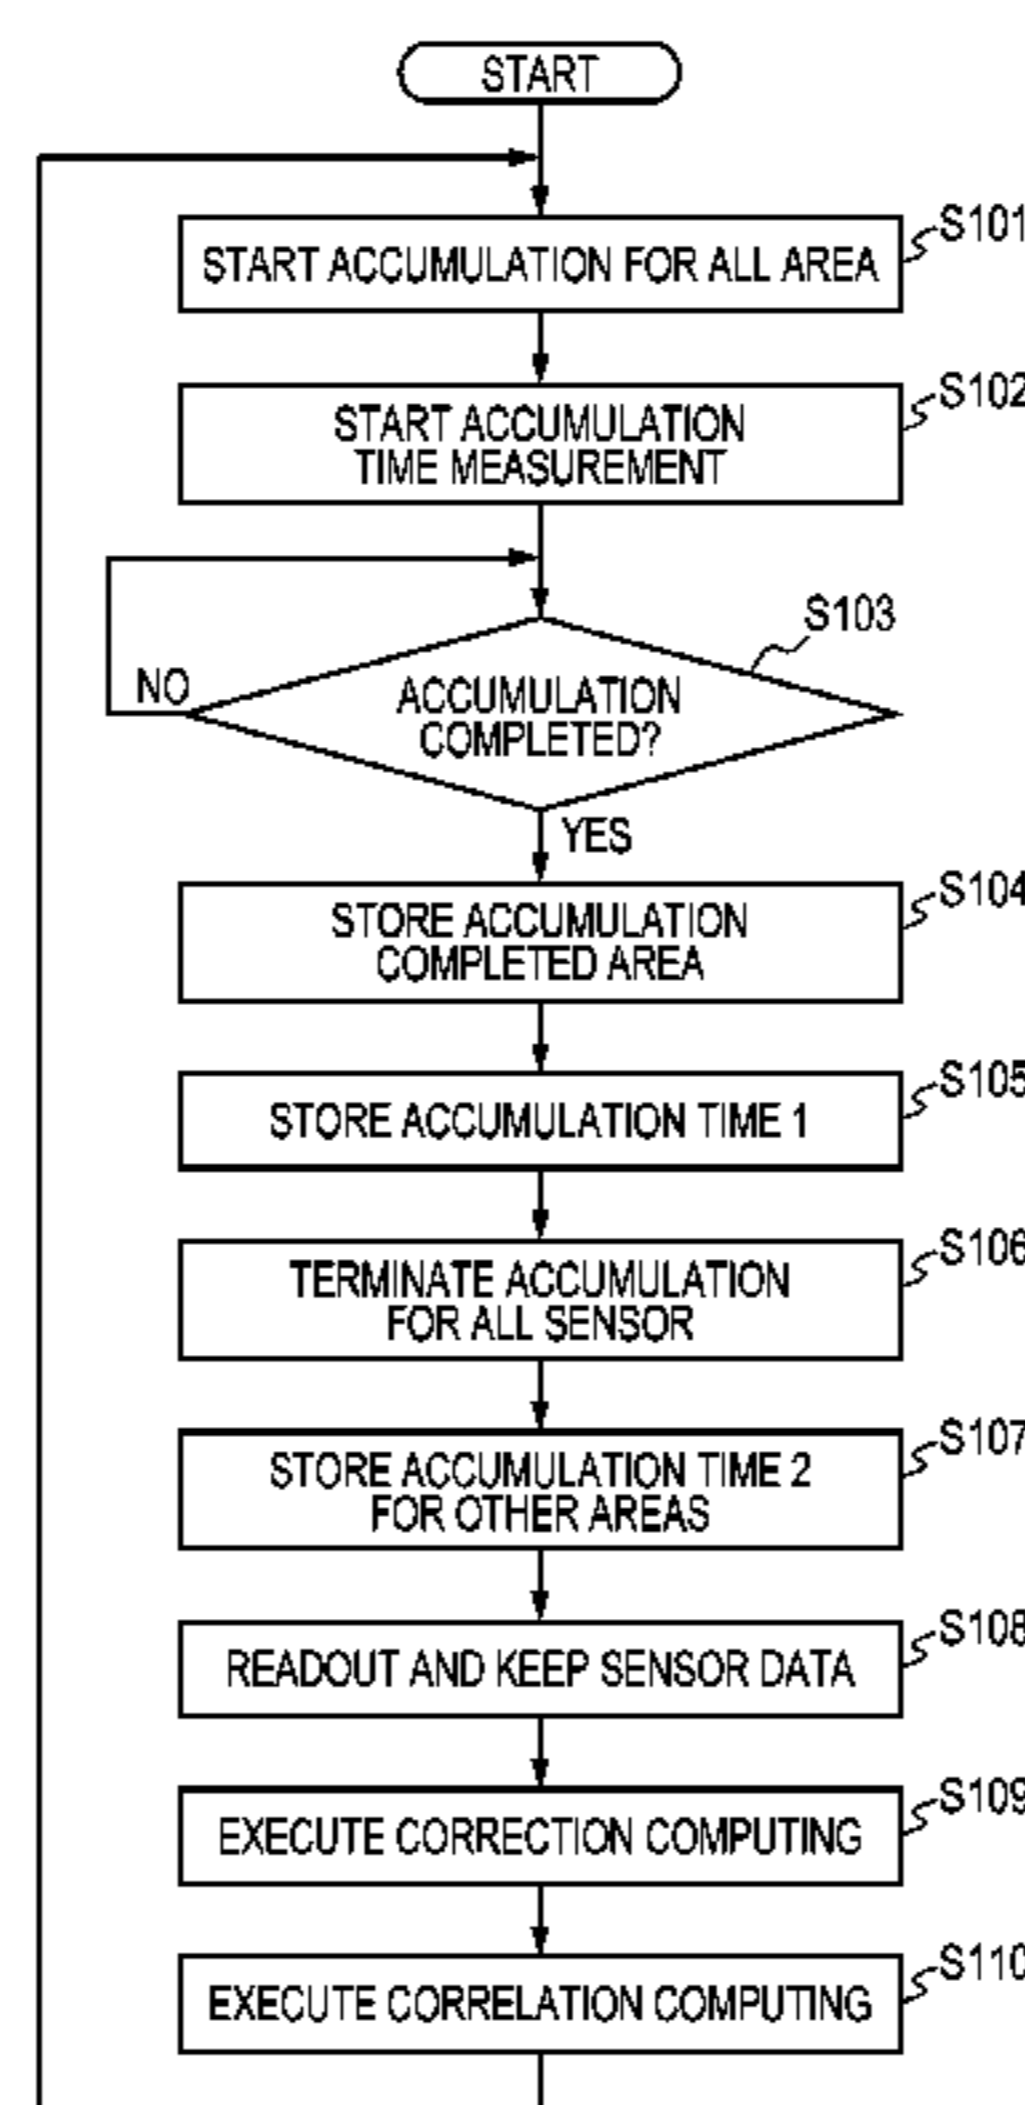 START
S101
START ACCUMULATION FOR ALL AREA
S102
START ACCUMULATION
TIME MEASUREMENT
S103
NO
ACCUMULATION
COMPLETED?
YES
S104
STORE ACCUMULATION
COMPLETED AREA
S105
STORE ACCUMULATION TIME 1
S106
TERMINATE ACCUMULATION
FOR ALL SENSOR
S107
STORE ACCUMULATION TIME 2
FOR OTHER AREAS
S108
READOUT AND KEEP SENSOR DATA
S109
EXECUTE CORRECTION COMPUTING
S110
EXECUTE CORRELATION COMPUTING